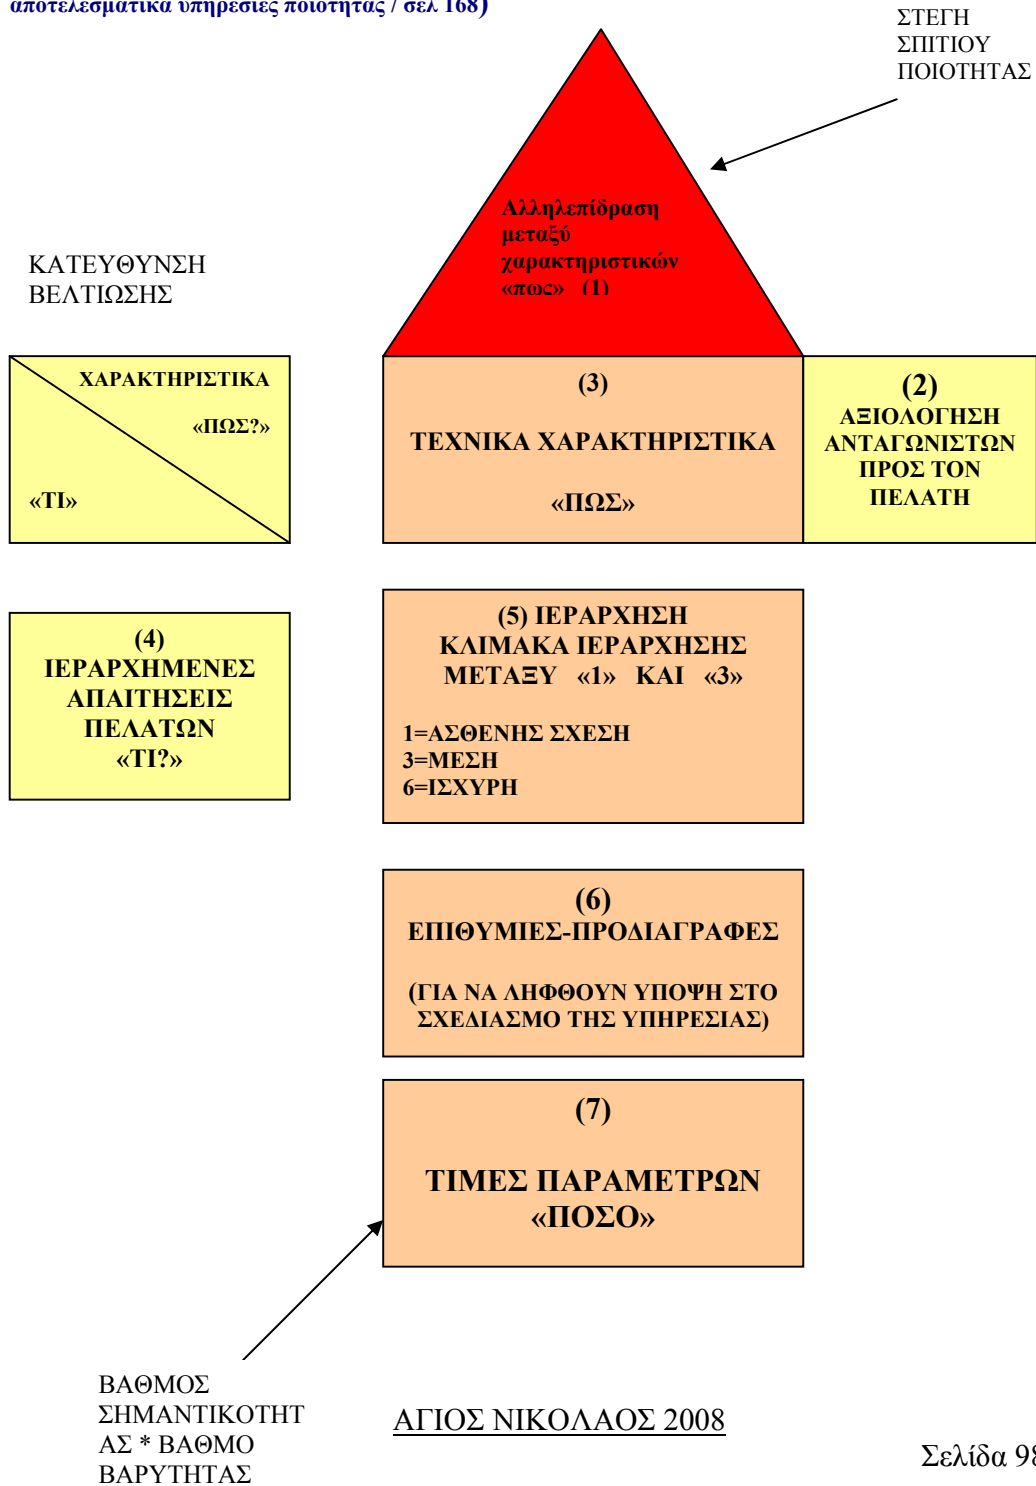 αποτελεσματικά υπηρεσίες ποιότητας / σελ 168)
ΣΤΕΓΗ
ΣΠΙΤΙΟΥ
ΠΟΙΟΤΗΤΑΣ
Αλληλεπίδραση
μεταξύ
χαρακτηριστικών
«πως» (1)
ΚΑΤΕΥΘΥΝΣΗ
ΒΕΛΤΙΩΣΗΣ
ΧΑΡΑΚΤΗΡΙΣΤΙΚΑ
«ΠΩΣ?»
«ΤΙ»
(3)
ΤΕΧΝΙΚΑ ΧΑΡΑΚΤΗΡΙΣΤΙΚΑ
«ΠΩΣ»
(2)
ΑΞΙΟΛΟΓΗΣΗ
ΑΝΤΑΓΩΝΙΣΤΩΝ
ΠΡΟΣ ΤΟΝ
ΠΕΛΑΤΗ
(4)
ΙΕΡΑΡΧΗΜΕΝΕΣ
ΑΠΑΙΤΗΣΕΙΣ
ΠΕΛΑΤΩΝ
«ΤΙ?»
(5) ΙΕΡΑΡΧΗΣΗ
ΚΛΙΜΑΚΑ ΙΕΡΑΡΧΗΣΗΣ
ΜΕΤΑΞΥ «1» ΚΑΙ «3»
1=ΑΣΘΕΝΗΣ ΣΧΕΣΗ
3=ΜΕΣΗ
6=ΙΣΧΥΡΗ
(6)
ΕΠΙΘΥΜΙΕΣ-ΠΡΟΔΙΑΓΡΑΦΕΣ
(ΓΙΑ ΝΑ ΛΗΦΘΟΥΝ ΥΠΟΨΗ ΣΤΟ
ΣΧΕΔΙΑΣΜΟ ΤΗΣ ΥΠΗΡΕΣΙΑΣ)
(7)
ΤΙΜΕΣ ΠΑΡΑΜΕΤΡΩΝ
«ΠΟΣΟ»
ΒΑΘΜΟΣ
ΣΗΜΑΝΤΙΚΟΤΗΤ
ΑΣ * ΒΑΘΜΟ
ΒΑΡΥΤΗΤΑΣ
ΑΓΙΟΣ ΝΙΚΟΛΑΟΣ 2008
Σελίδα 98